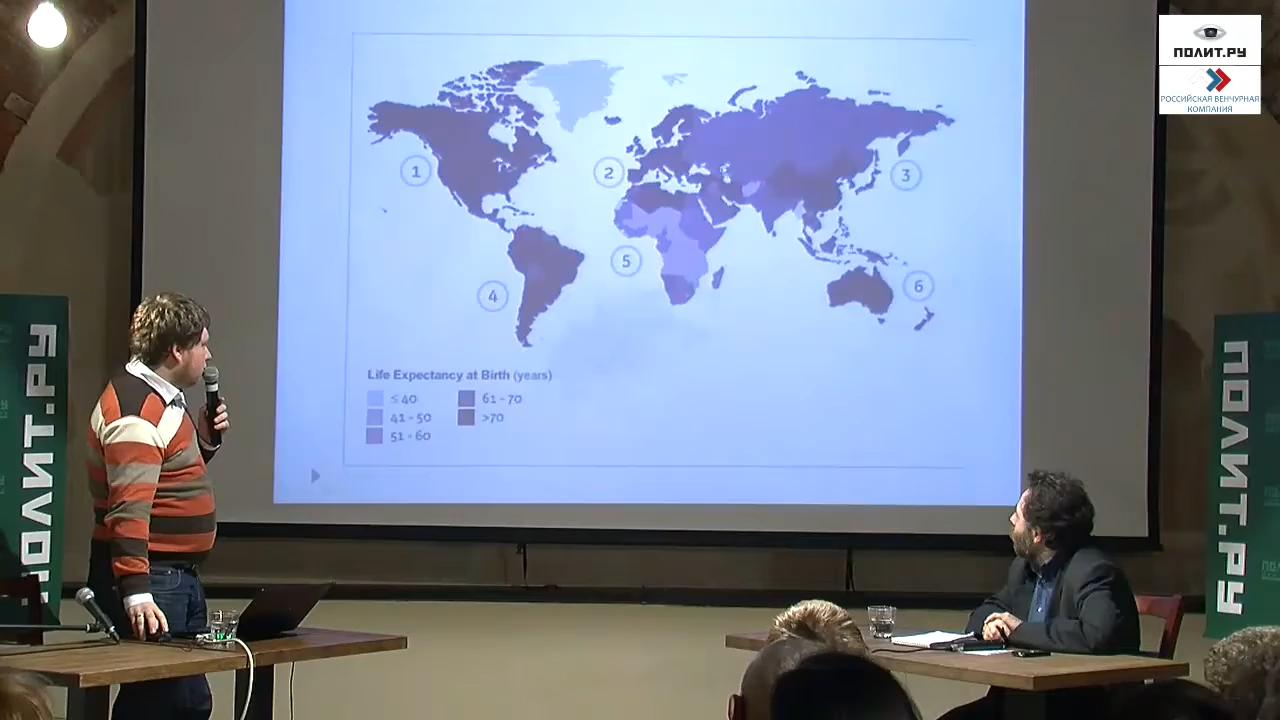 ПОЛИТ.РУ
РОССИЙСКАЯ ВЕНЧУРНАЯ
КОМПАНИЯ
1
2
3
4
5
6
Life Expectancy at Birth (years)
≤ 40
61 - 70
41 - 50
>70
51 - 60
ПОЛИТ.РУ
ПОЛИТ.РУ